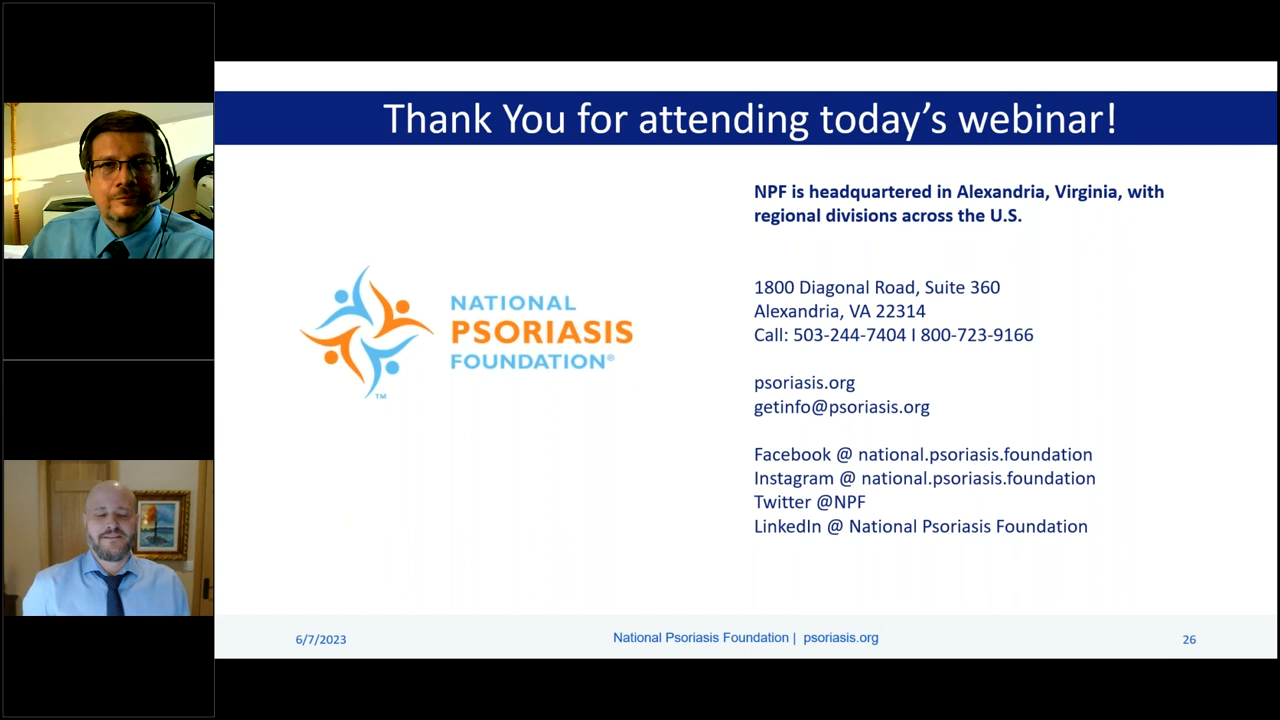 Thank You for attending today's webinar!
NPF is headquartered in Alexandria, Virginia, with
regional divisions across the U.S.
NATIONAL
PSORIASIS
FOUNDATION®
TM
1800 Diagonal Road, Suite 360
Alexandria, VA 22314
Call: 503-244-7404 I 800-723-9166
psoriasis.org
getinfo@psoriasis.org
Facebook @ national.psoriasis.foundation
Instagram @ national.psoriasis.foundation
Twitter @NPF
LinkedIn @ National Psoriasis Foundation
6/7/2023
National Psoriasis Foundation | psoriasis.org
26